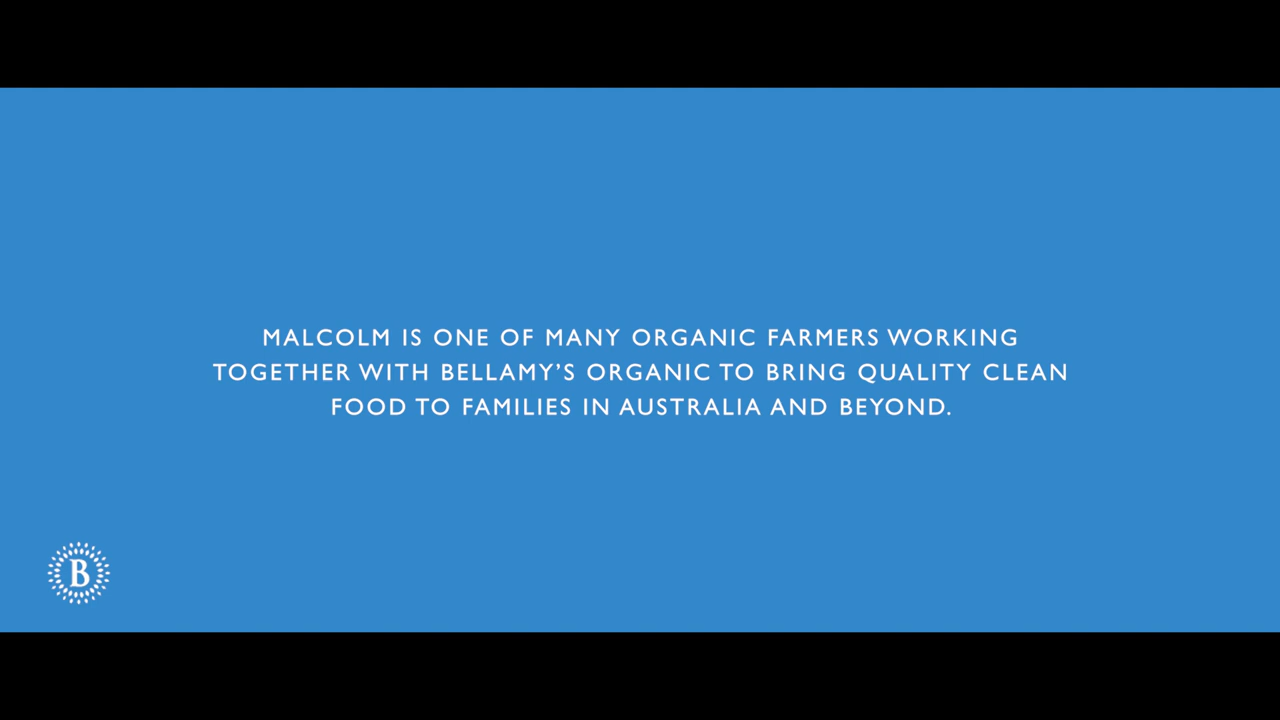 MALCOLM IS ONE OF MANY ORGANIC FARMERS WORKING
TOGETHER WITH BELLAMY'S ORGANIC TO BRING QUALITY CLEAN
FOOD TO FAMILIES IN AUSTRALIA AND BEYOND.
B